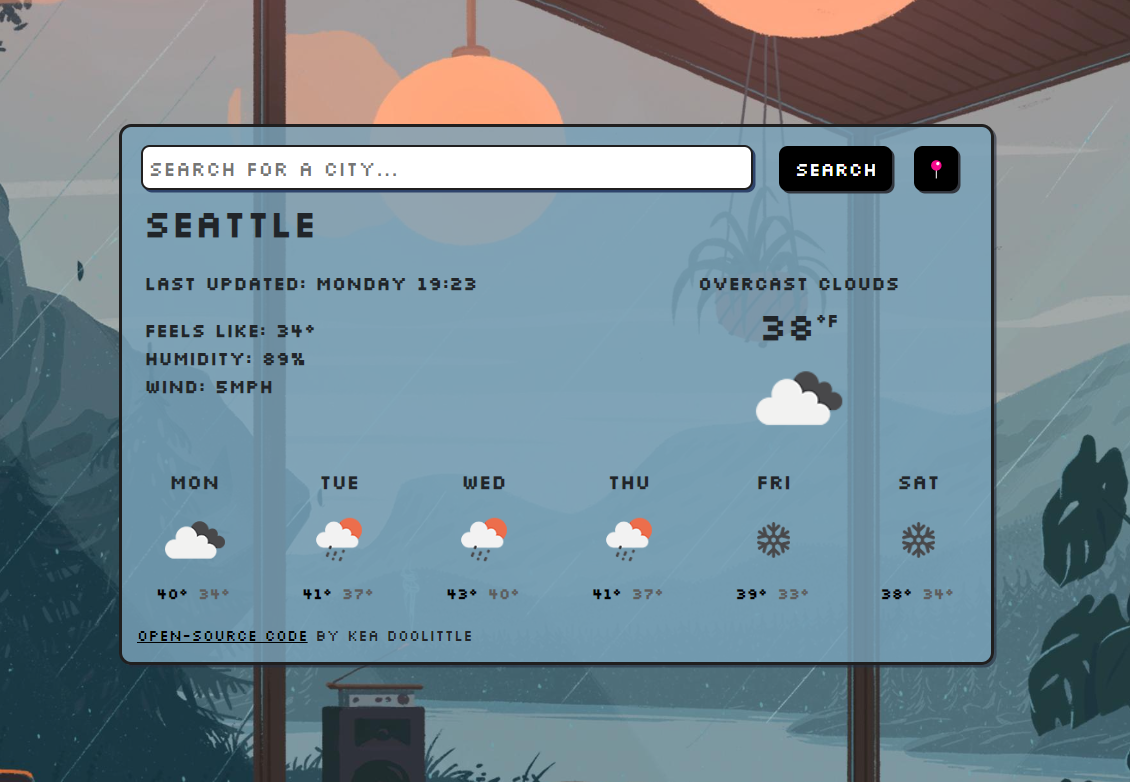 SEARCH FOR A CITY... SEARCH
SEATTLE
LAST UPDATED: MONDAY 19:23
FEELS LIKE: 34°
HUMIDITY: 89%
WIND: 5MPH
OVERCAST CLOUDS
38°F
MON TUE WED THU FRI SAT
40° 34° 41° 37° 43° 40° 41° 37° 39° 33° 38° 34°
OPEN-SOURCE CODE BY KEA DOOLITTLE